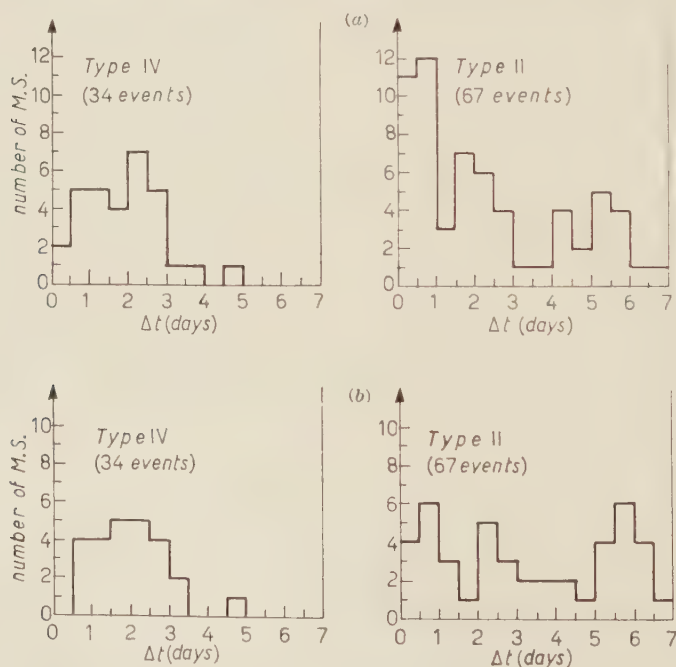 (a)
number of M.S.
12
10
8
6
4
2
0
Type IV
(34 events)
0 1 2 3 4 5 6 7
Δt (days)
12
10
8
6
4
2
0
Type II
(67 events)
0 1 2 3 4 5 6 7
Δt (days)
(b)
number of M.S.
10
8
6
4
2
0
Type IV
(34 events)
0 1 2 3 4 5 6 7
Δt (days)
10
8
6
4
2
0
Type II
(67 events)
0 1 2 3 4 5 6 7
Δt (days)